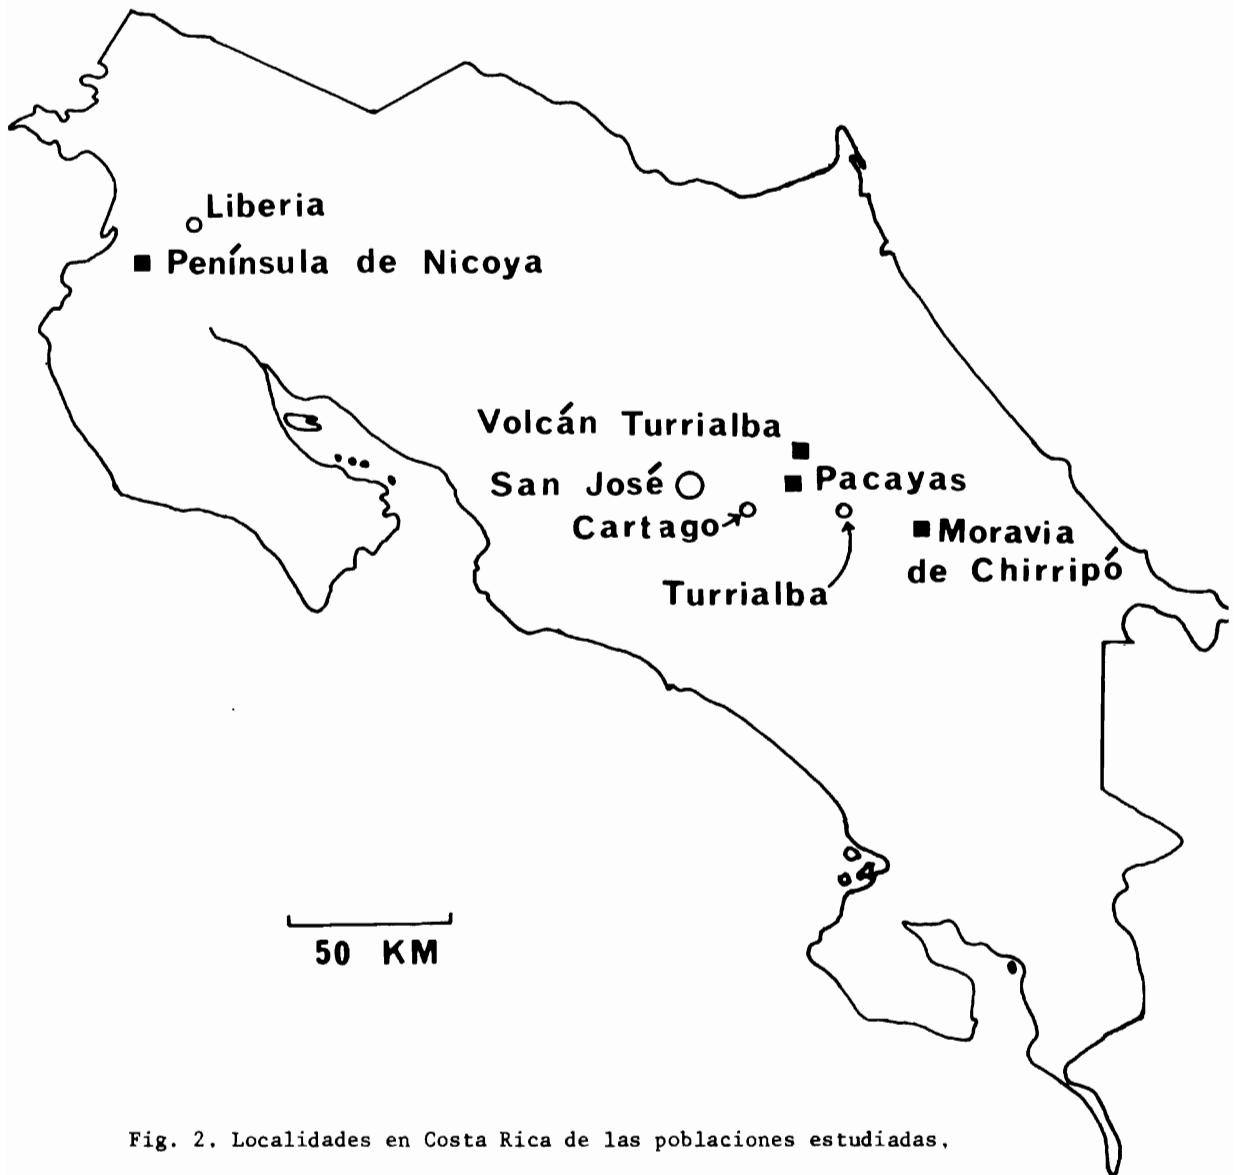 Liberia
Península de Nicoya
Volcán Turrialba
San José
Pacayas
Cartago
Moravia
de Chirripó
Turrialba
50 KM
Fig. 2. Localidades en Costa Rica de las poblaciones estudiadas.